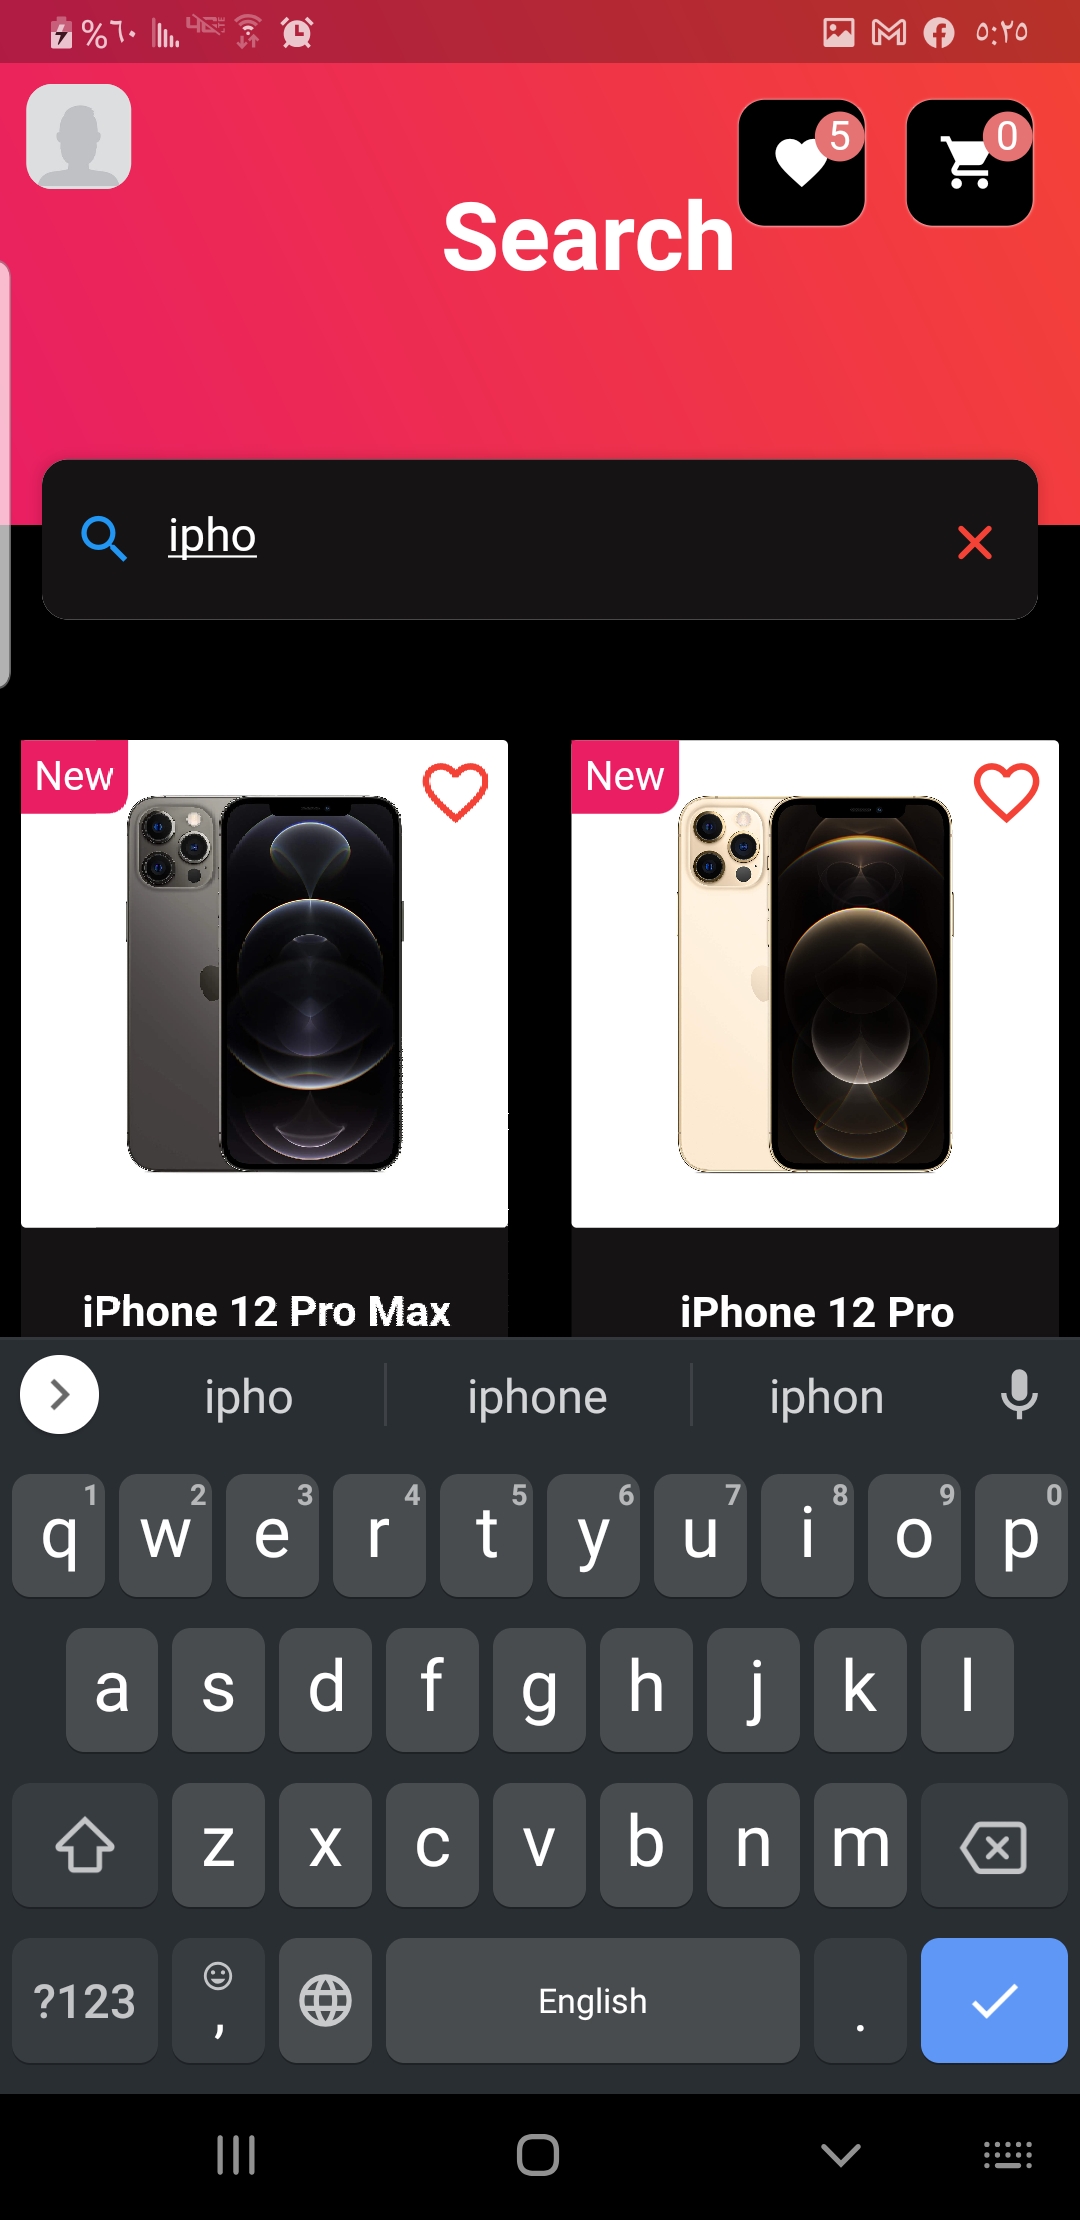 %٦٠ ٥:٢٥
5 0
Search
ipho
New New
iPhone 12 Pro Max iPhone 12 Pro
ipho iphone iphon
1 2 3 4 5 6 7 8 9 0
q w e r t y u i o p
a s d f g h j k l
z x c v b n m
?123 , English .